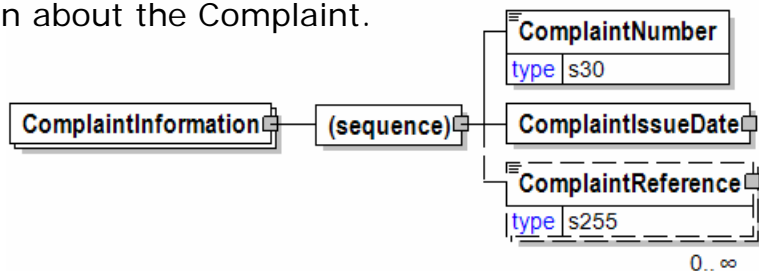 n about the Complaint.
ComplaintNumber
type s30
ComplaintInformation
(sequence)
ComplaintIssueDate
ComplaintReference
type s255
0..∞